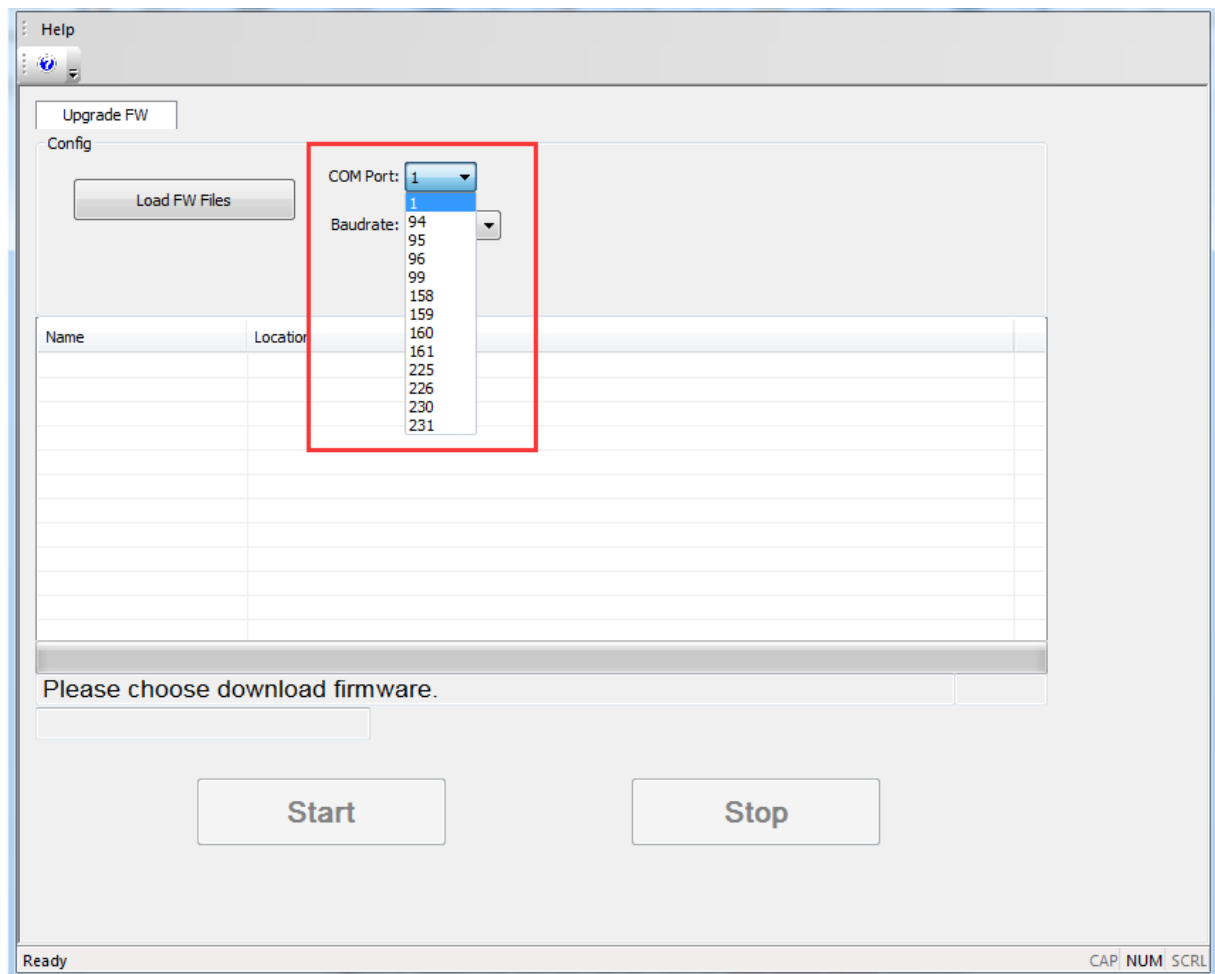 Help
Upgrade FW
Config
Load FW Files
COM Port: 1
Baudrate:
1
94
95
96
99
158
159
160
161
225
226
230
231
Name Location
Please choose download firmware.
Start Stop
Ready CAP NUM SCRL